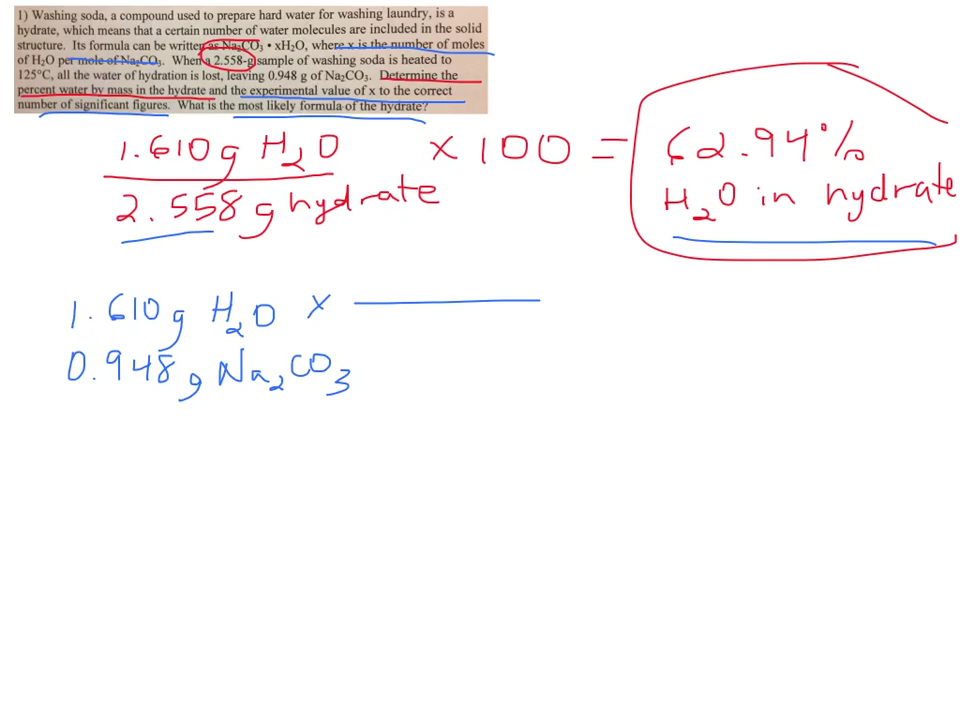 1) Washing soda, a compound used to prepare hard water for washing laundry, is a
hydrate, which means that a certain number of water molecules are included in the solid
structure. Its formula can be written as Na₂CO₃ • xH₂O, where x is the number of moles
of H₂O per mole of Na₂CO₃. When a 2.558-g sample of washing soda is heated to
125°C, all the water of hydration is lost, leaving 0.948 g of Na₂CO₃. Determine the
percent water by mass in the hydrate and the experimental value of x to the correct
number of significant figures. What is the most likely formula of the hydrate?
1.610g H₂O × 100 = 62.94%
2.558 g hydrate H₂O in hydrate
1.610g H₂O ×
0.948g Na₂CO₃